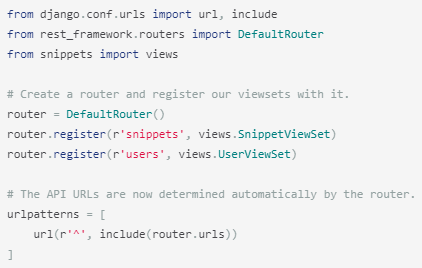 from django.conf.urls import url, include
from rest_framework.routers import DefaultRouter
from snippets import views
# Create a router and register our viewsets with it.
router = DefaultRouter()
router.register(r'snippets', views.SnippetViewSet)
router.register(r'users', views.UserViewSet)
# The API URLs are now determined automatically by the router.
urlpatterns = [
    url(r'^', include(router.urls))
]